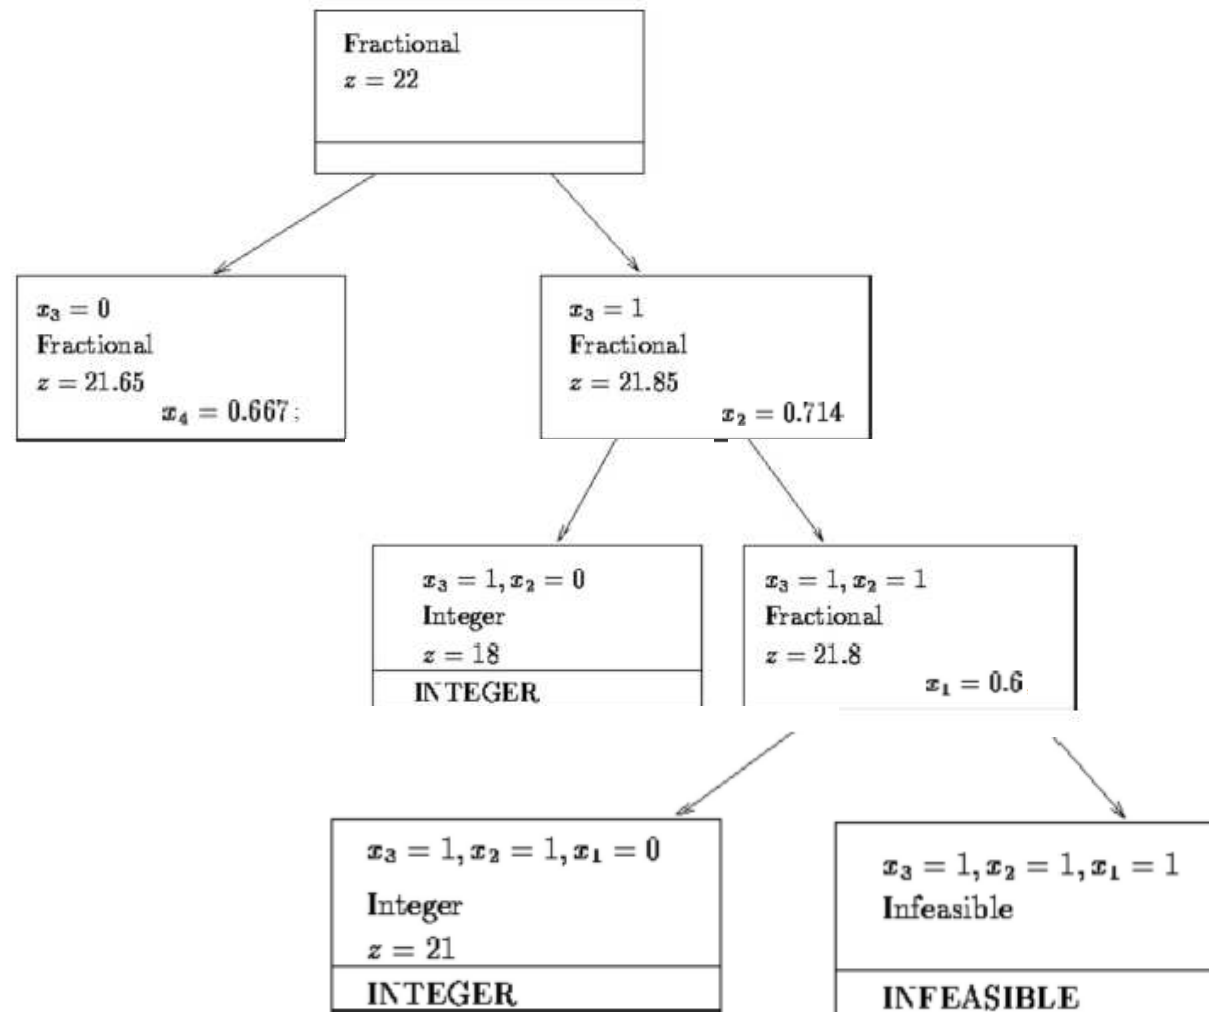 Fractional
z = 22
x₃ = 0
Fractional
z = 21.65
x₄ = 0.667;
x₃ = 1
Fractional
z = 21.85
x₂ = 0.714
x₃ = 1, x₂ = 0
Integer
z = 18
INTEGER
x₃ = 1, x₂ = 1
Fractional
z = 21.8
x₁ = 0.6
x₃ = 1, x₂ = 1, x₁ = 0
Integer
z = 21
INTEGER
x₃ = 1, x₂ = 1, x₁ = 1
Infeasible
INFEASIBLE